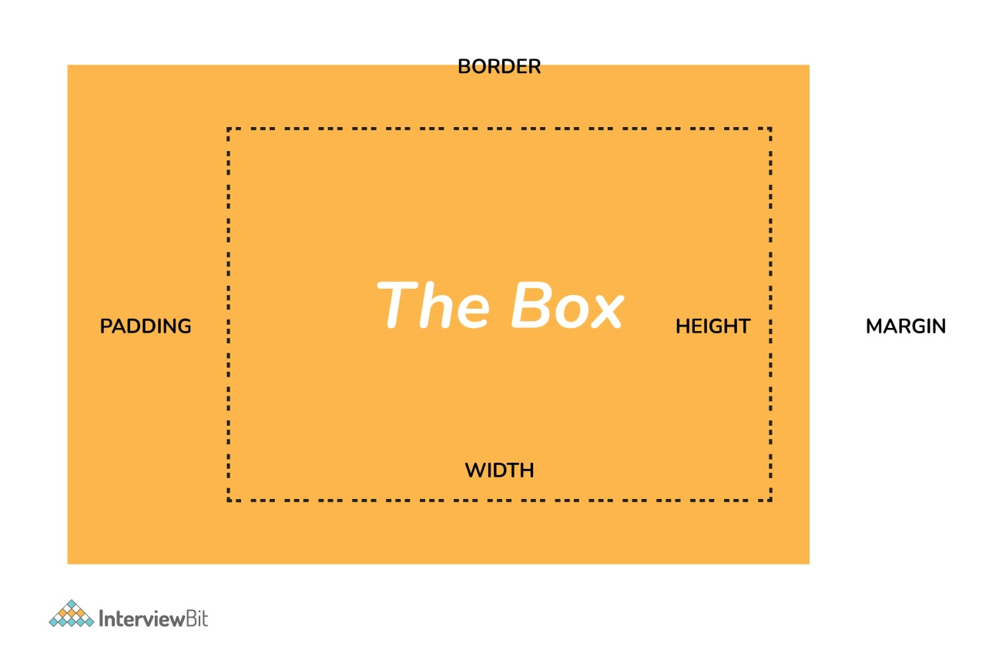 BORDER
The Box
PADDING
HEIGHT
MARGIN
WIDTH
InterviewBit